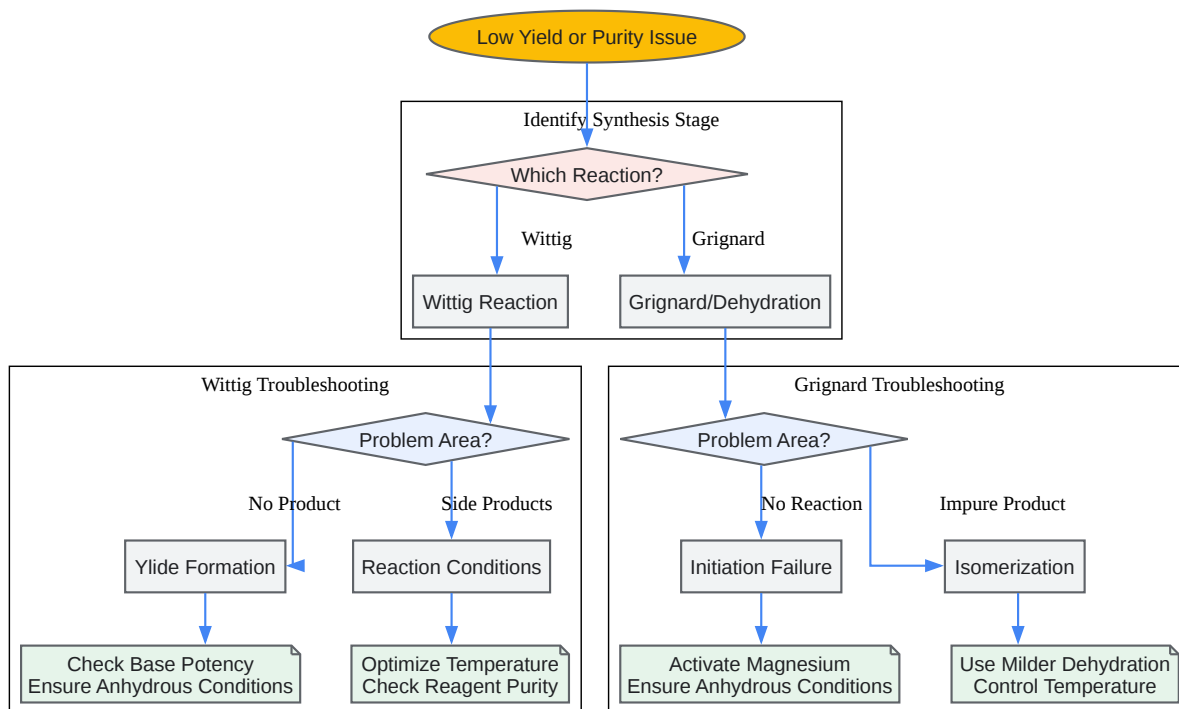 Low Yield or Purity Issue
Identify Synthesis Stage
Which Reaction?
Wittig
Grignard
Wittig Reaction
Grignard/Dehydration
Wittig Troubleshooting
Problem Area?
No Product
Side Products
Ylide Formation
Reaction Conditions
Check Base Potency
Ensure Anhydrous Conditions
Optimize Temperature
Check Reagent Purity
Grignard Troubleshooting
Problem Area?
No Reaction
Impure Product
Initiation Failure
Isomerization
Activate Magnesium
Ensure Anhydrous Conditions
Use Milder Dehydration
Control Temperature